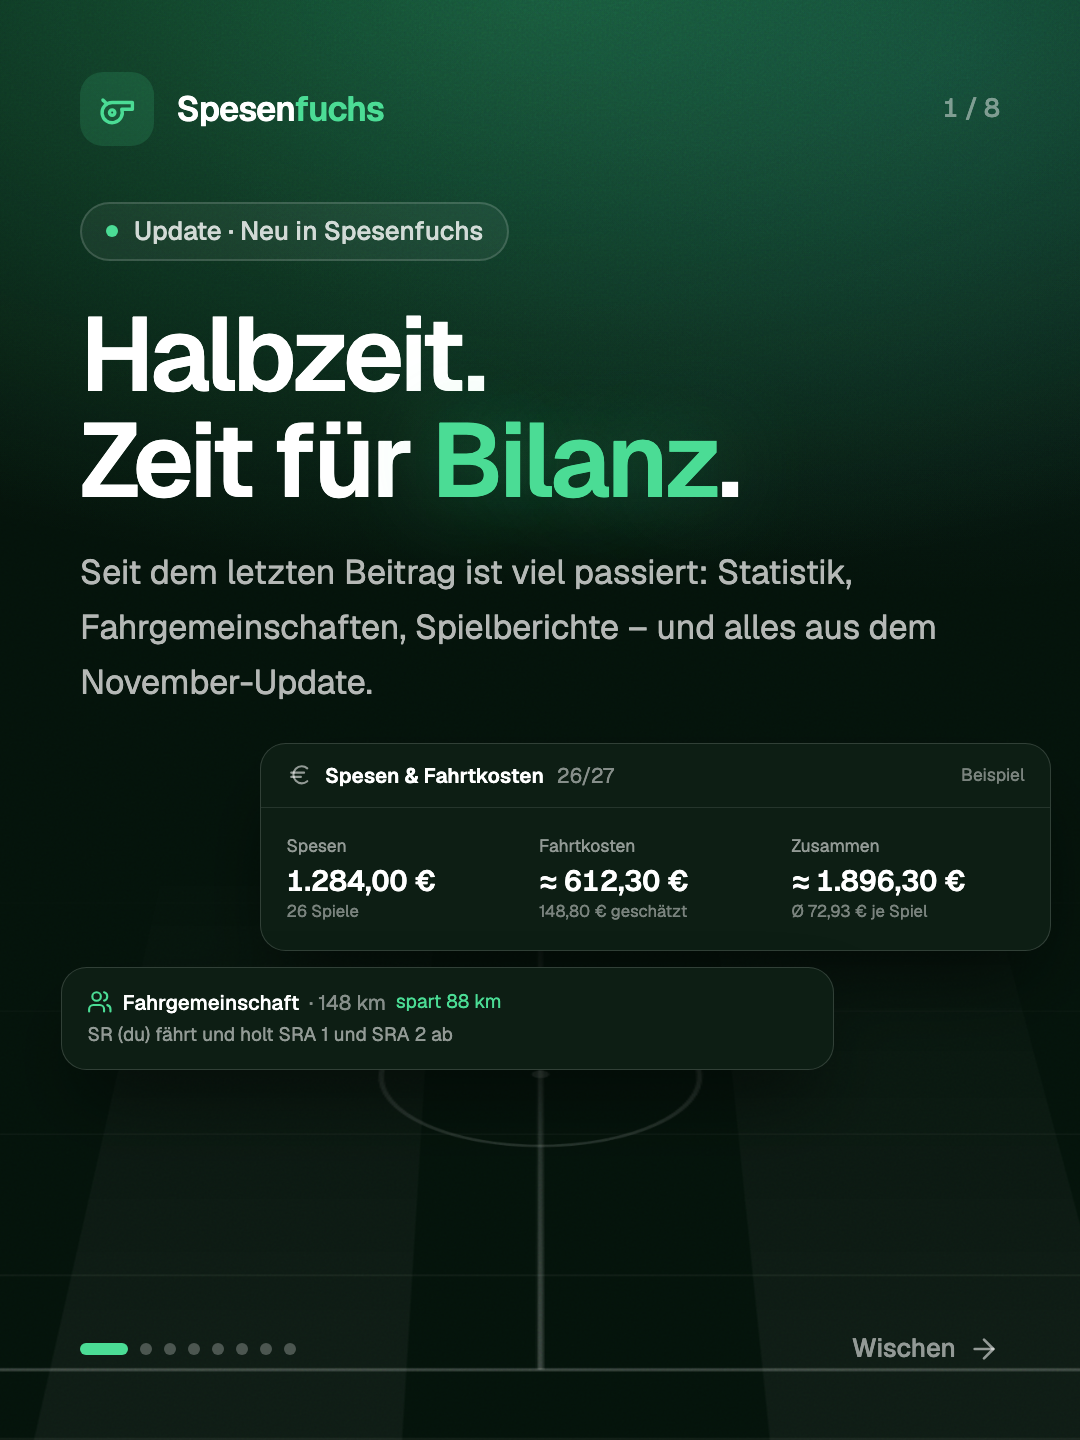 Spesenfuchs
1 / 8
Update · Neu in Spesenfuchs
Halbzeit.
Zeit für Bilanz.
Seit dem letzten Beitrag ist viel passiert: Statistik,
Fahrgemeinschaften, Spielberichte – und alles aus dem
November-Update.
€ Spesen & Fahrtkosten 26/27 Beispiel
Spesen Fahrtkosten Zusammen
1.284,00 € ≈ 612,30 € ≈ 1.896,30 €
26 Spiele 148,80 € geschätzt Ø 72,93 € je Spiel
Fahrgemeinschaft · 148 km spart 88 km
SR (du) fährt und holt SRA 1 und SRA 2 ab
Wischen →